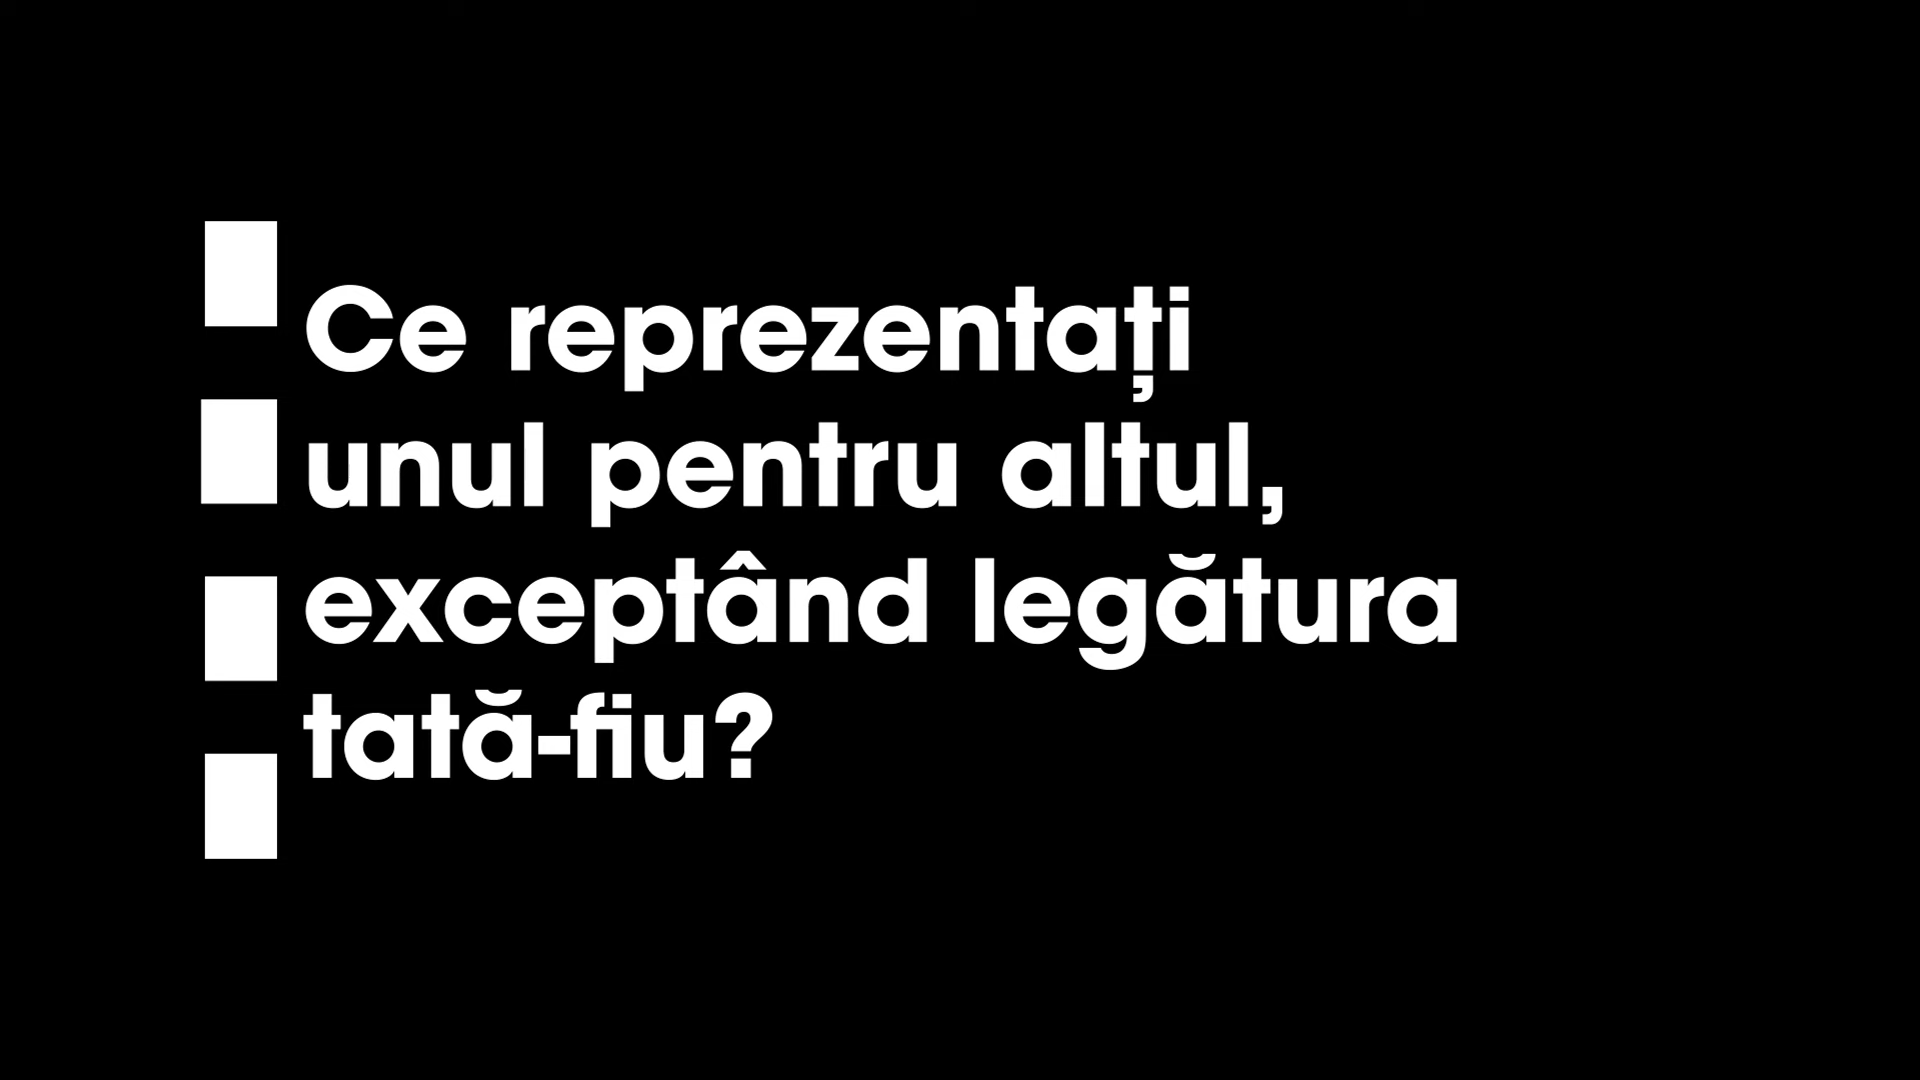 Ce reprezentați
unul pentru altul,
exceptând legătura
tată-fiu?